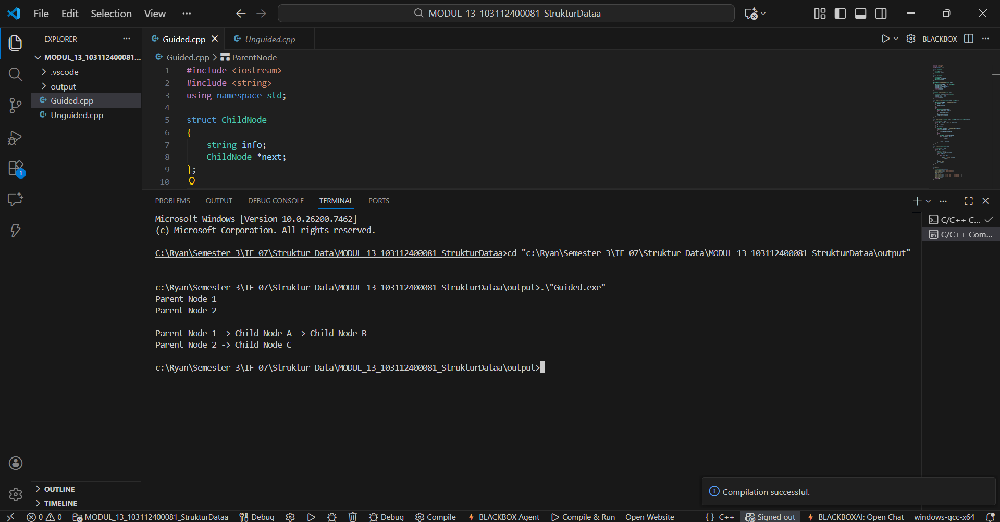 File Edit Selection View ···
MODUL_13_103112400081_StrukturDataa
EXPLORER ···
MODUL_13_103112400081...
.vscode
output
Guided.cpp
Unguided.cpp
OUTLINE
TIMELINE
Guided.cpp
Unguided.cpp
BLACKBOX
Guided.cpp > ParentNode
1 #include <iostream>
2 #include <string>
3 using namespace std;
4
5 struct ChildNode
6 {
7 string info;
8 ChildNode *next;
9 };
10
PROBLEMS OUTPUT DEBUG CONSOLE TERMINAL PORTS
Microsoft Windows [Version 10.0.26200.7462]
(c) Microsoft Corporation. All rights reserved.
C:\Ryan\Semester 3\IF 07\Struktur Data\MODUL_13_103112400081_StrukturDataa>cd "c:\Ryan\Semester 3\IF 07\Struktur Data\MODUL_13_103112400081_StrukturDataa\output"
c:\Ryan\Semester 3\IF 07\Struktur Data\MODUL_13_103112400081_StrukturDataa\output>.\"Guided.exe"
Parent Node 1
Parent Node 2
Parent Node 1 -> Child Node A -> Child Node B
Parent Node 2 -> Child Node C
c:\Ryan\Semester 3\IF 07\Struktur Data\MODUL_13_103112400081_StrukturDataa\output>
C/C++ C...
C/C++ Com...
1
Compilation successful.
0 0 MODUL_13_103112400081_StrukturDataa Debug Debug Compile BLACKBOX Agent Compile & Run Open Website {} C++ Signed out BLACKBOXAI: Open Chat windows-gcc-x64